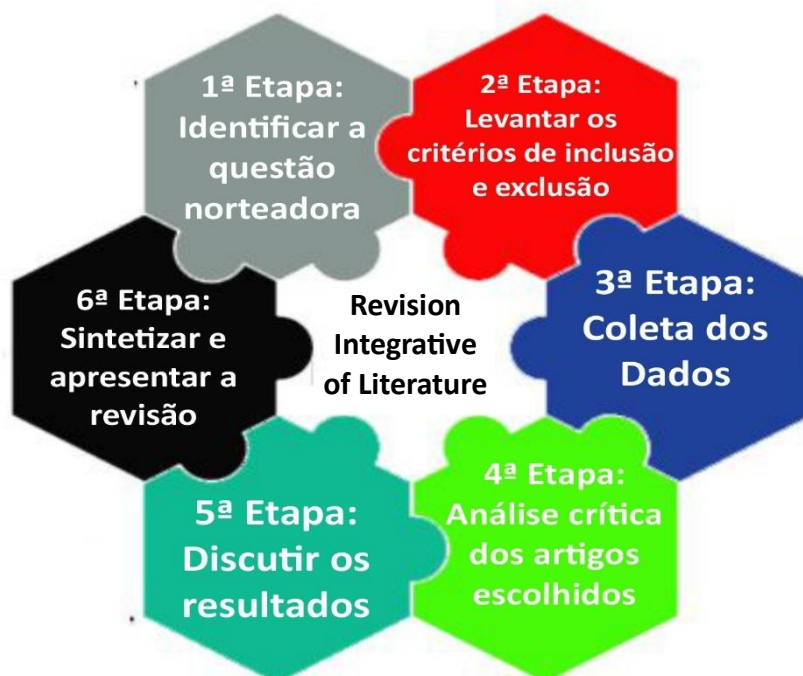 1ª Etapa:
Identificar a
questão
norteadora
2ª Etapa:
Levantar os
critérios de inclusão
e exclusão
3ª Etapa:
Coleta dos
Dados
4ª Etapa:
Análise crítica
dos artigos
escolhidos
5ª Etapa:
Discutir os
resultados
6ª Etapa:
Sintetizar e
apresentar a
revisão
Revision
Integrative
of Literature